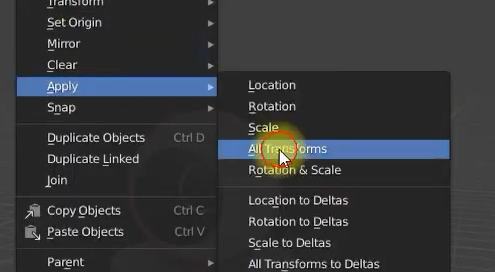 Transform
Set Origin
Mirror
Clear
Apply
Snap
Duplicate Objects Ctrl D
Duplicate Linked
Join
Copy Objects Ctrl C
Paste Objects Ctrl V
Parent
Location
Rotation
Scale
All Transforms
Rotation & Scale
Location to Deltas
Rotation to Deltas
Scale to Deltas
All Transforms to Deltas